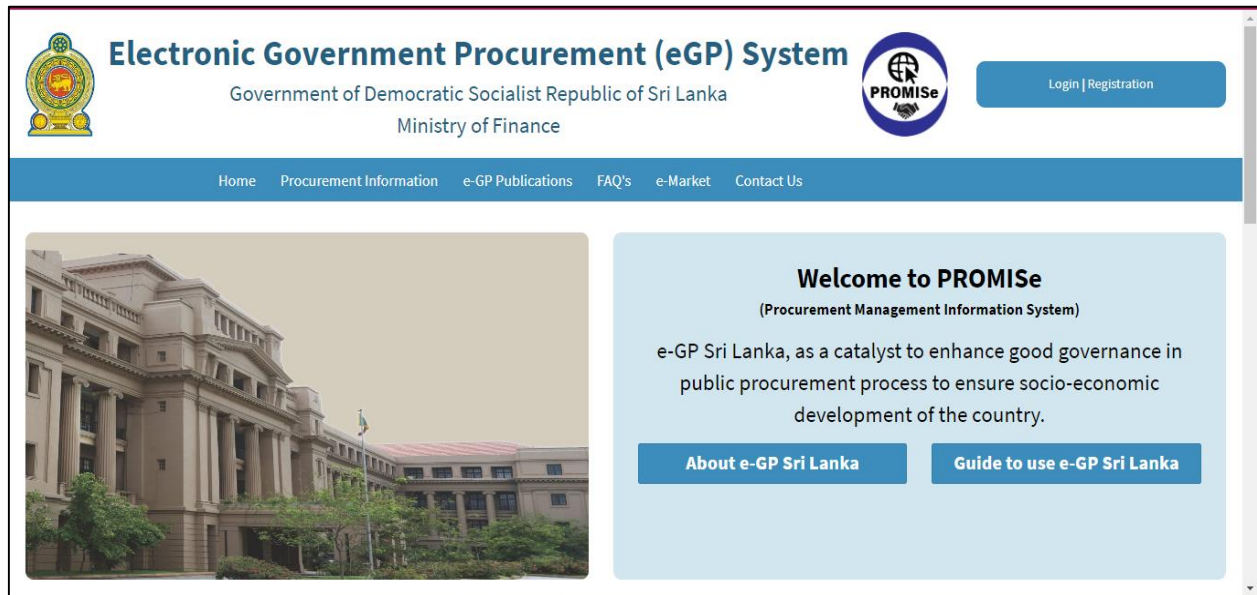 Electronic Government Procurement (eGP) System
Government of Democratic Socialist Republic of Sri Lanka
Ministry of Finance
PROMISe
Login | Registration
Home Procurement Information e-GP Publications FAQ's e-Market Contact Us
Welcome to PROMISe
(Procurement Management Information System)
e-GP Sri Lanka, as a catalyst to enhance good governance in
public procurement process to ensure socio-economic
development of the country.
About e-GP Sri Lanka
Guide to use e-GP Sri Lanka